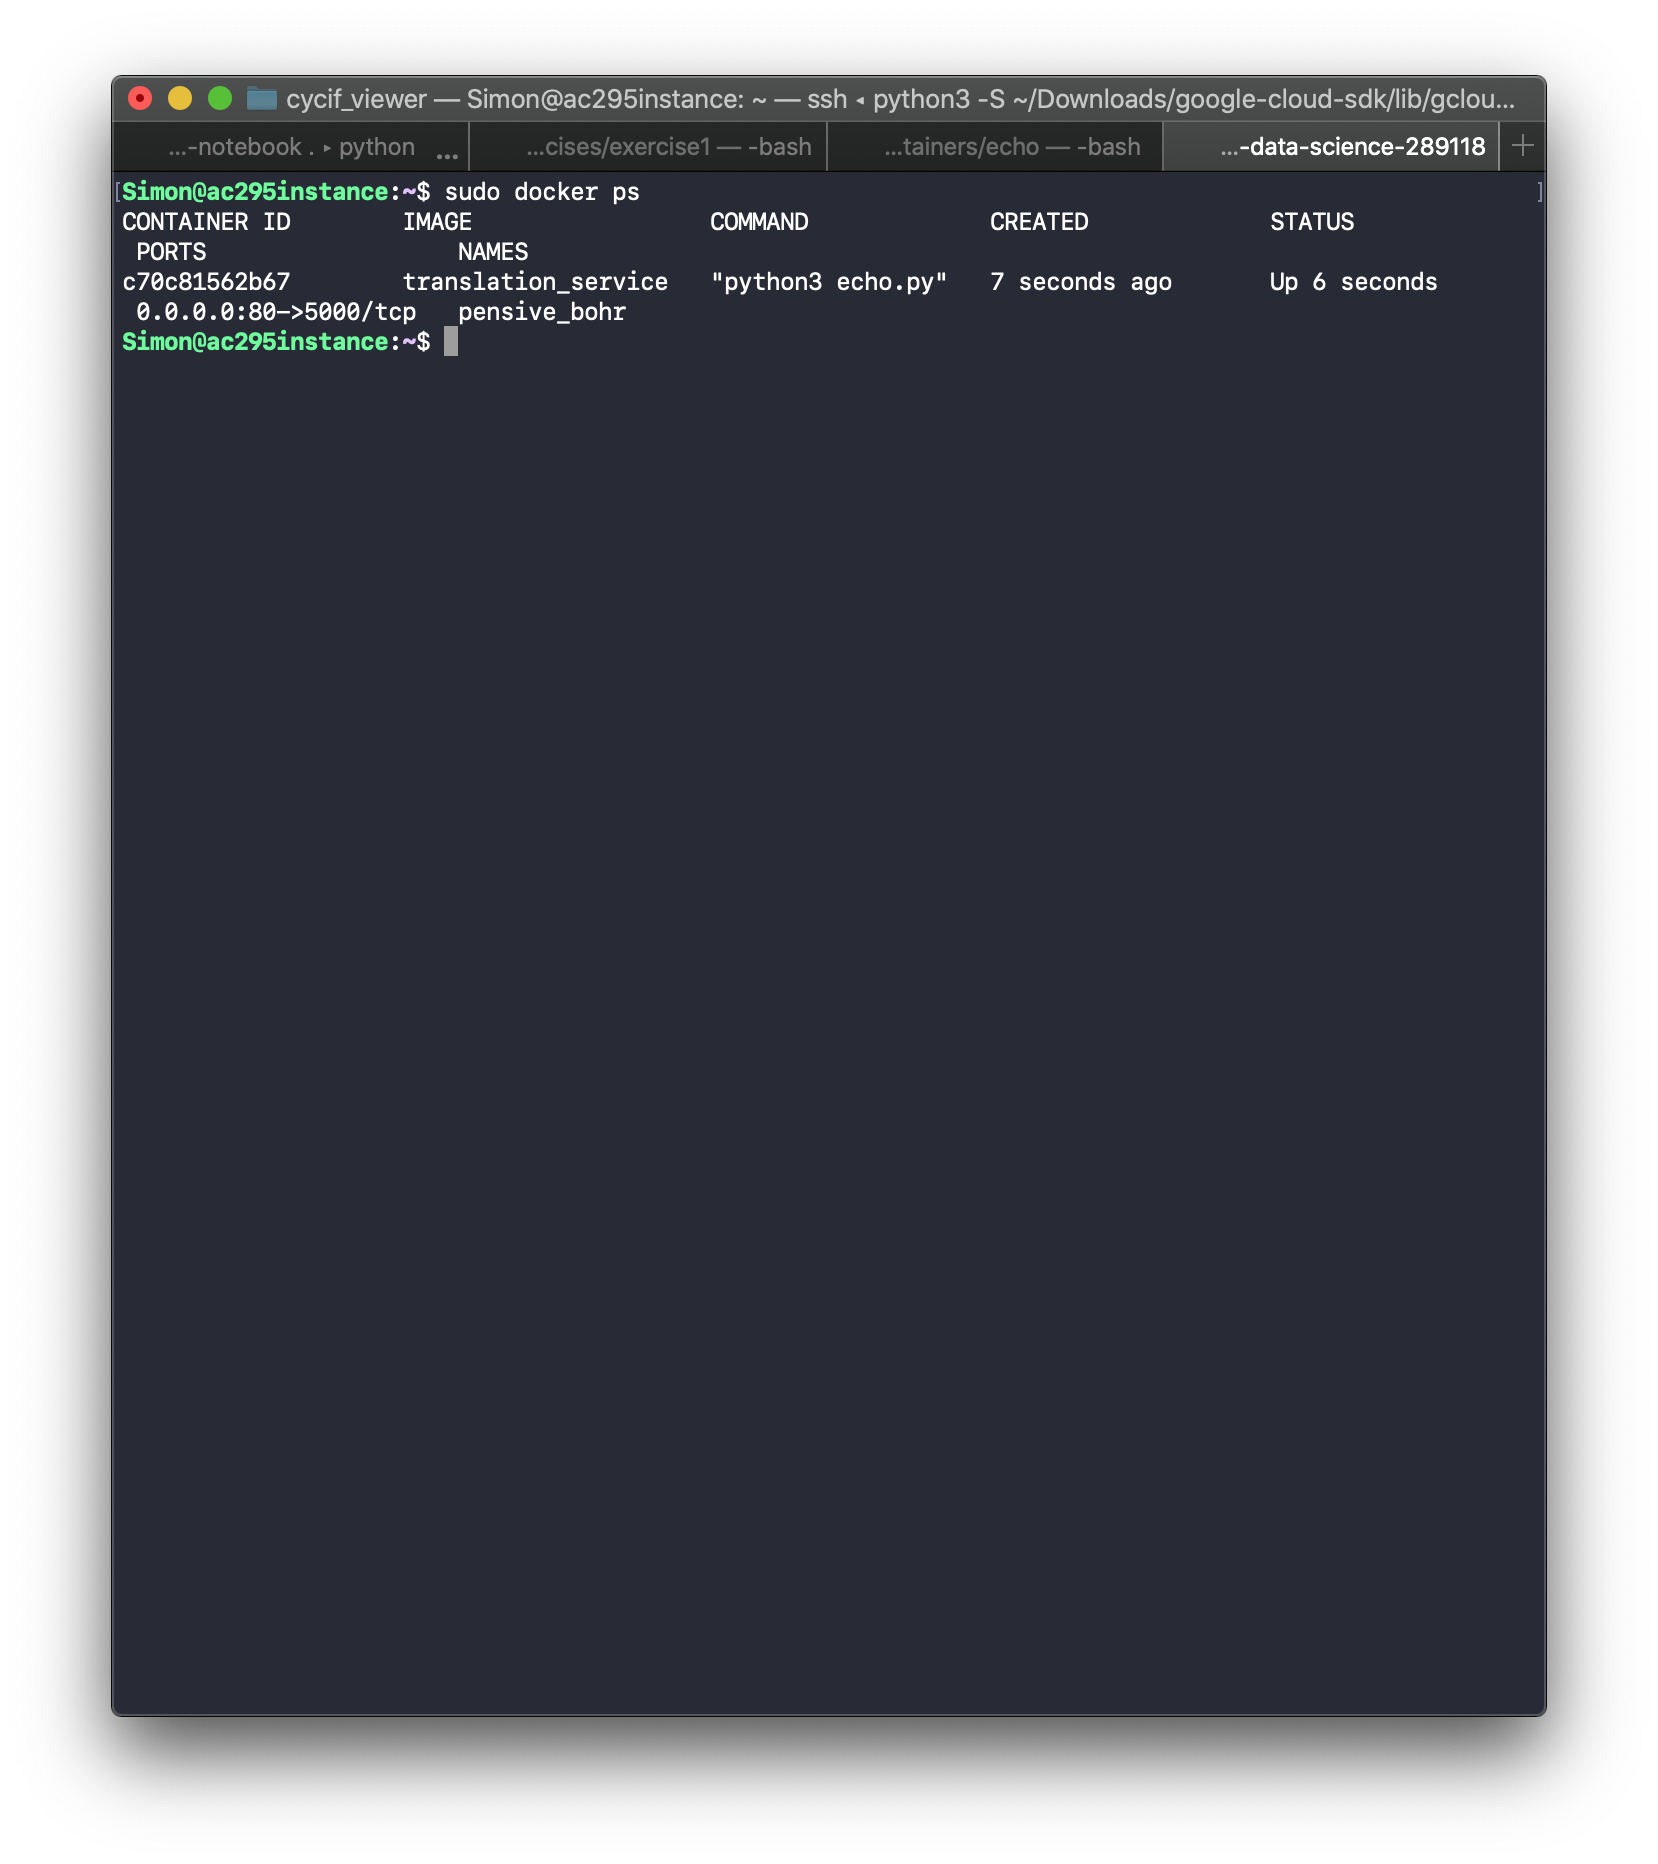 cycif_viewer — Simon@ac295instance: ~ — ssh ◂ python3 -S ~/Downloads/google-cloud-sdk/lib/gclou...
...-notebook . ▸ python ... ...cises/exercise1 — -bash ...tainers/echo — -bash ...-data-science-289118 +
[Simon@ac295instance:~$ sudo docker ps ]
CONTAINER ID IMAGE COMMAND CREATED STATUS
PORTS NAMES
c70c81562b67 translation_service "python3 echo.py" 7 seconds ago Up 6 seconds
0.0.0.0:80->5000/tcp pensive_bohr
Simon@ac295instance:~$